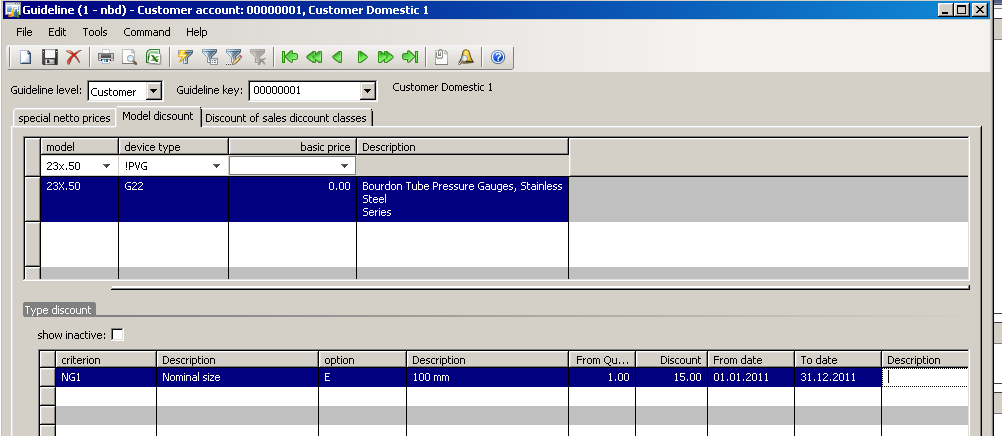 Guideline (1 - nbd) - Customer account: 00000001, Customer Domestic 1
File Edit Tools Command Help
Guideline level: Customer Guideline key: 00000001 Customer Domestic 1
special netto prices Model dicsount Discount of sales diccount classes
model device type basic price Description
23x.50 !PVG
23X.50 G22 0.00 Bourdon Tube Pressure Gauges, Stainless
Steel
Series
Type discount
show inactive:
criterion Description option Description From Qu... Discount From date To date Description
NG1 Nominal size E 100 mm 1.00 15.00 01.01.2011 31.12.2011